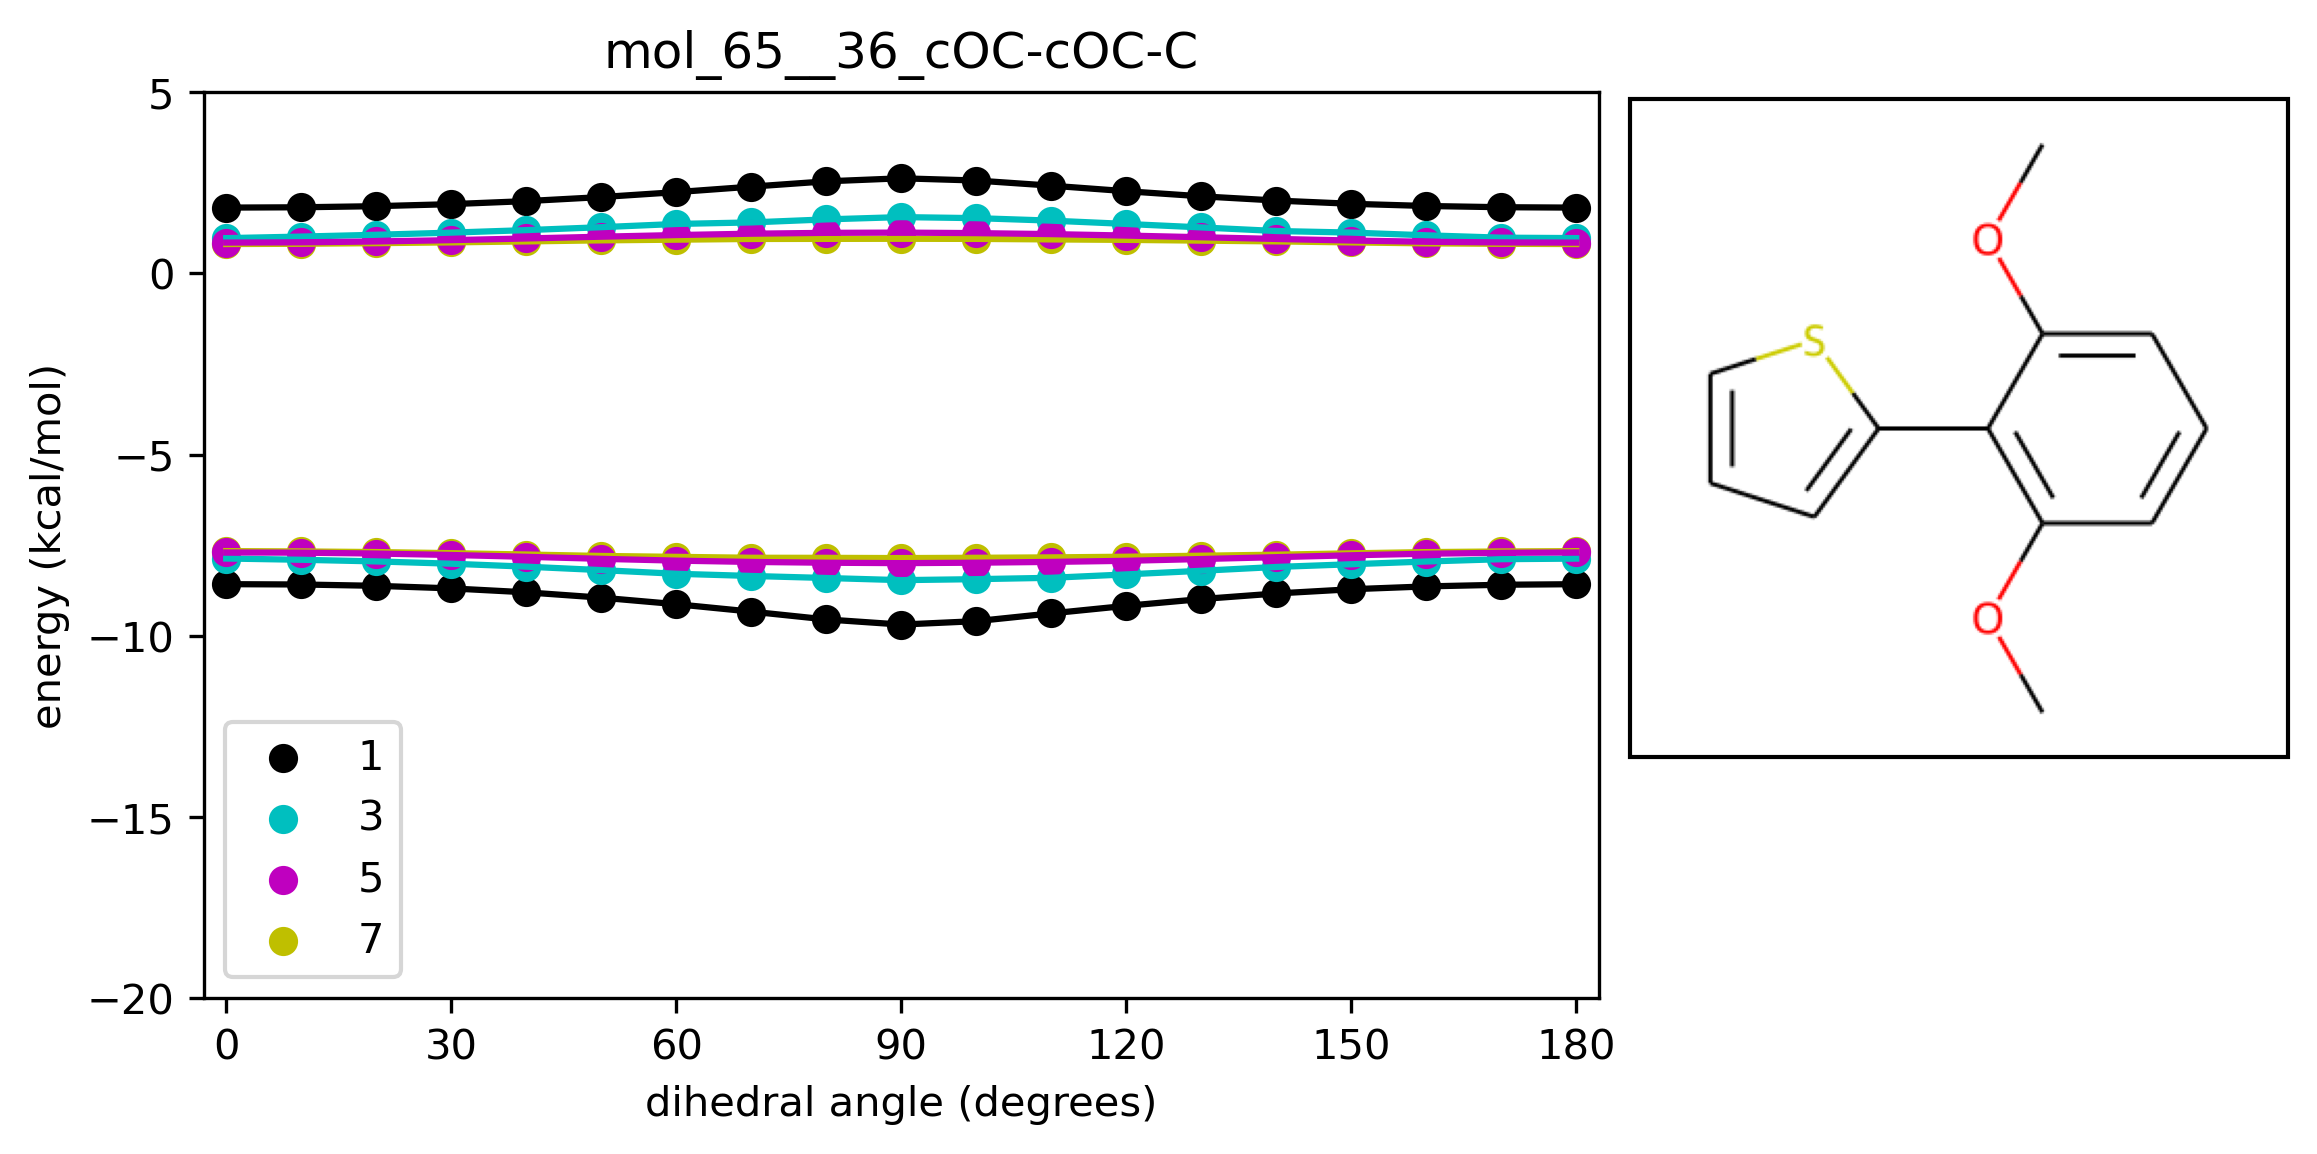 mol_65__36_cOC-cOC-C
5
0
−5
−10
−15
−20
energy (kcal/mol)
1
3
5
7
0 30 60 90 120 150 180
dihedral angle (degrees)
O
S
O